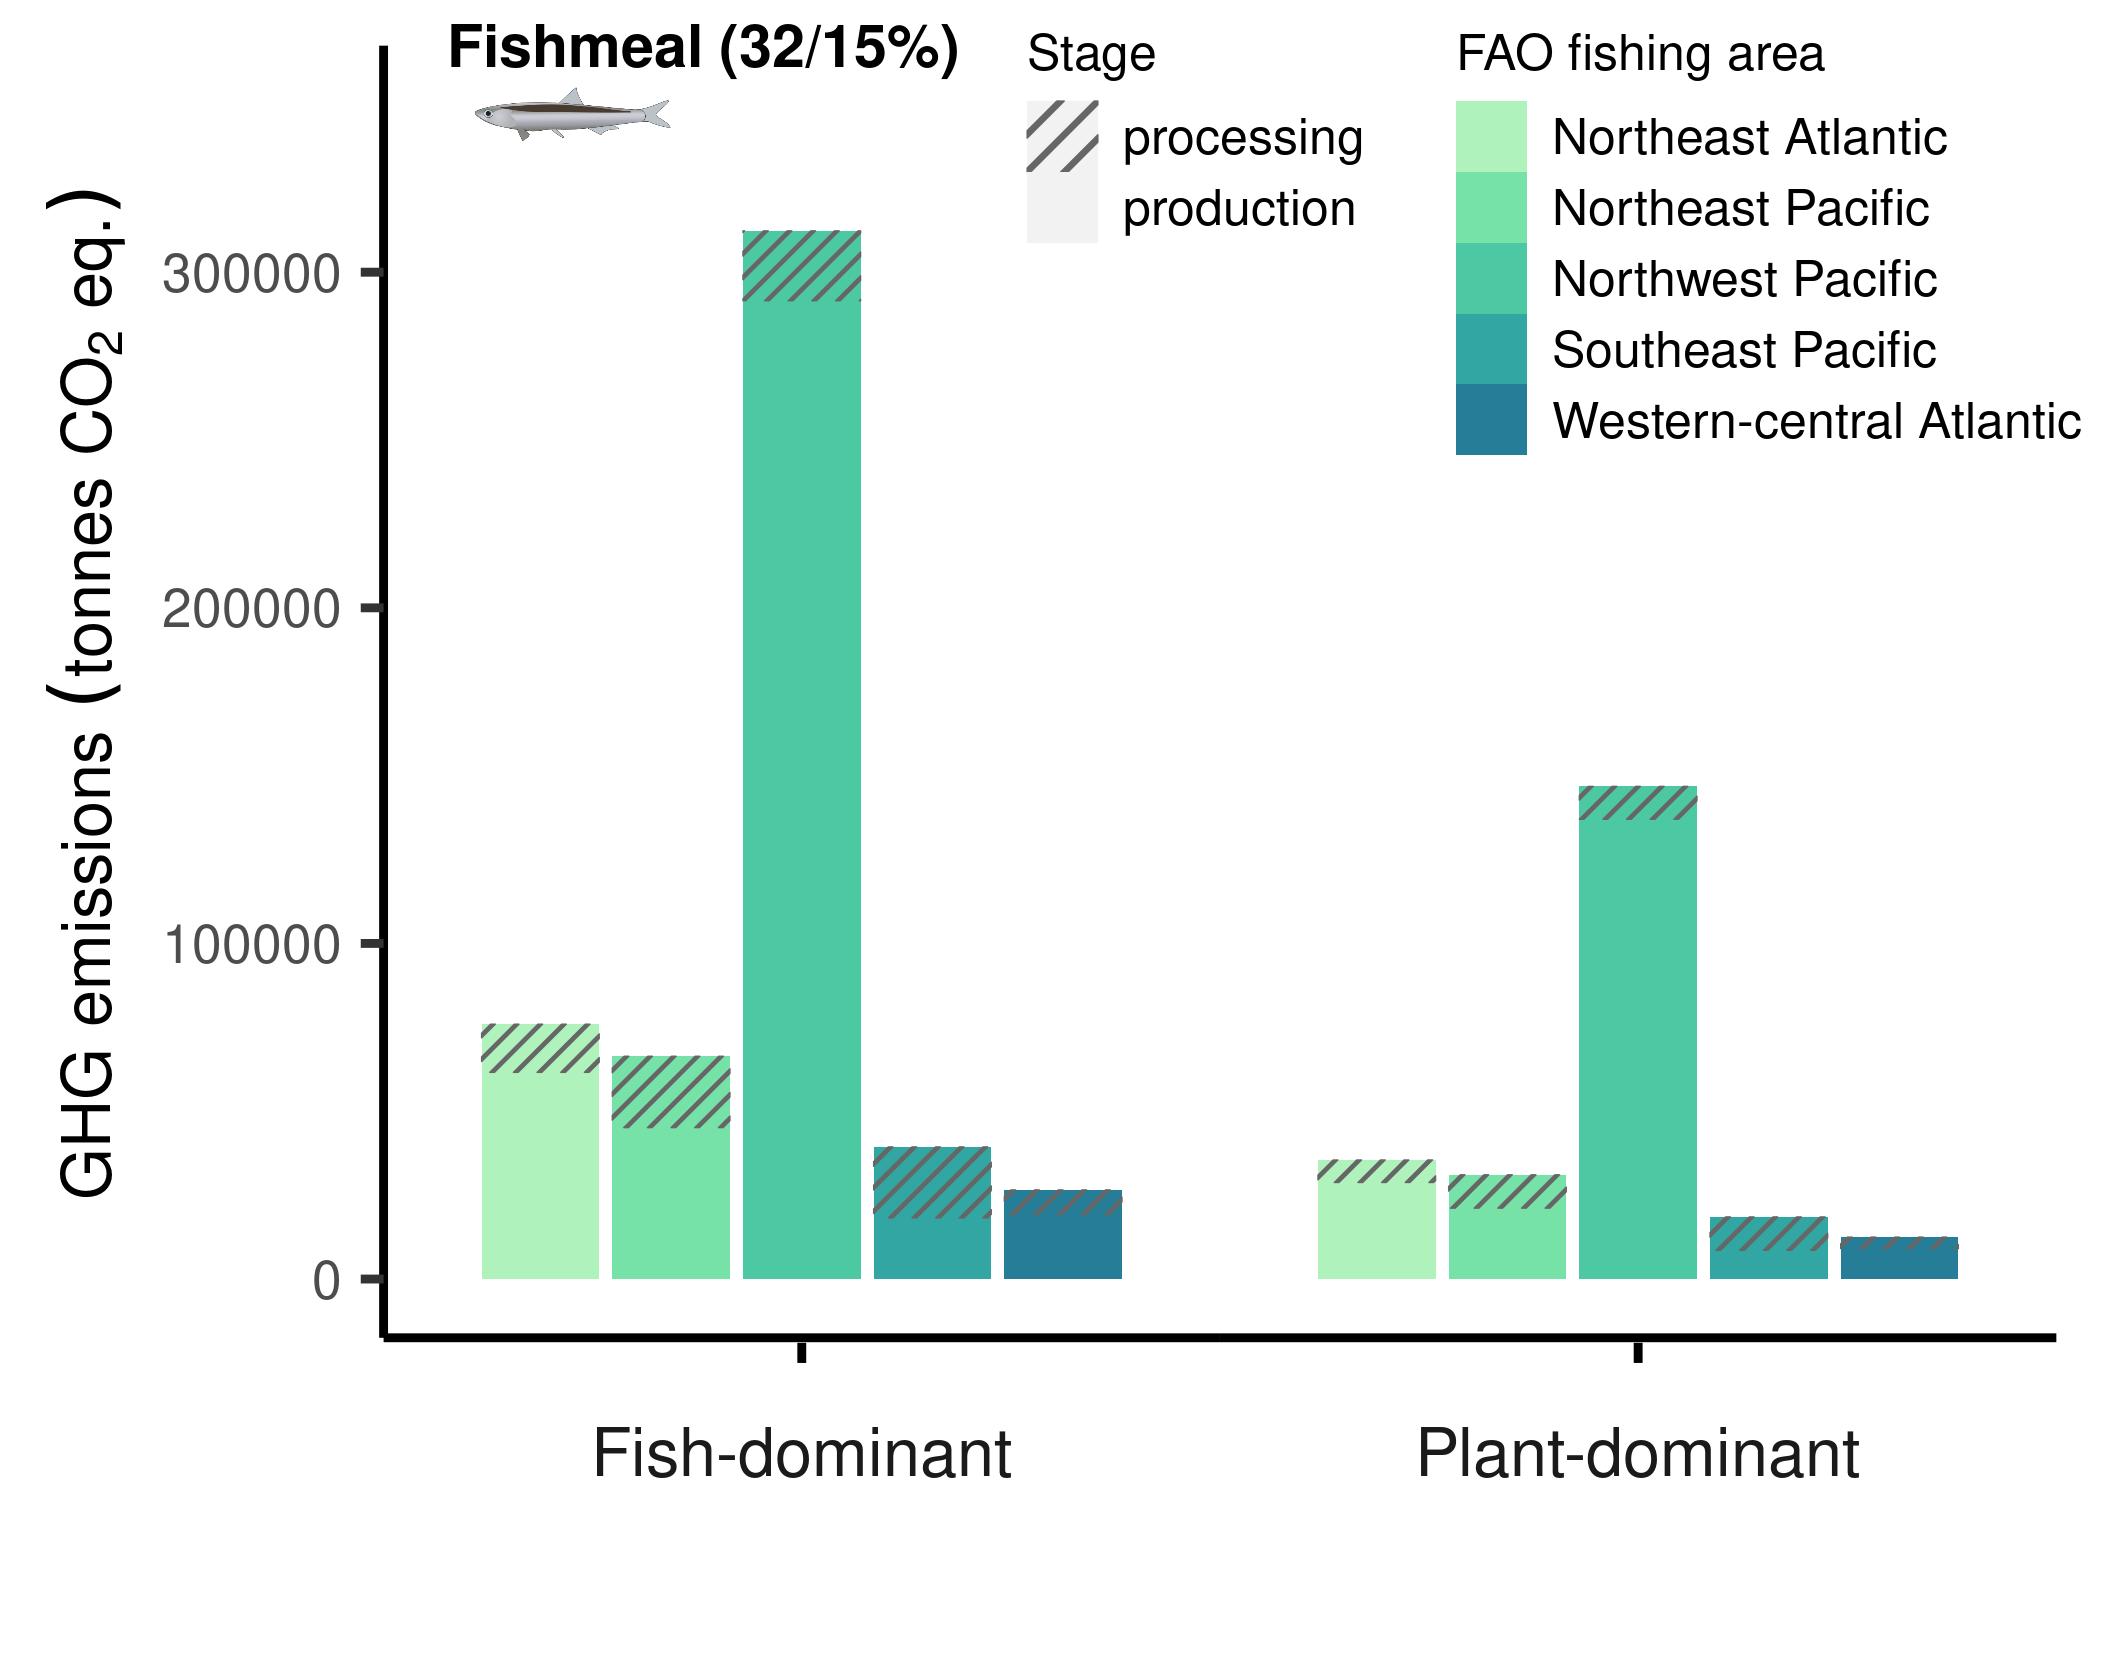 Fishmeal (32/15%)
Stage
processing
production
FAO fishing area
Northeast Atlantic
Northeast Pacific
Northwest Pacific
Southeast Pacific
Western-central Atlantic
GHG emissions (tonnes CO₂ eq.)
300000
200000
100000
0
Fish-dominant
Plant-dominant